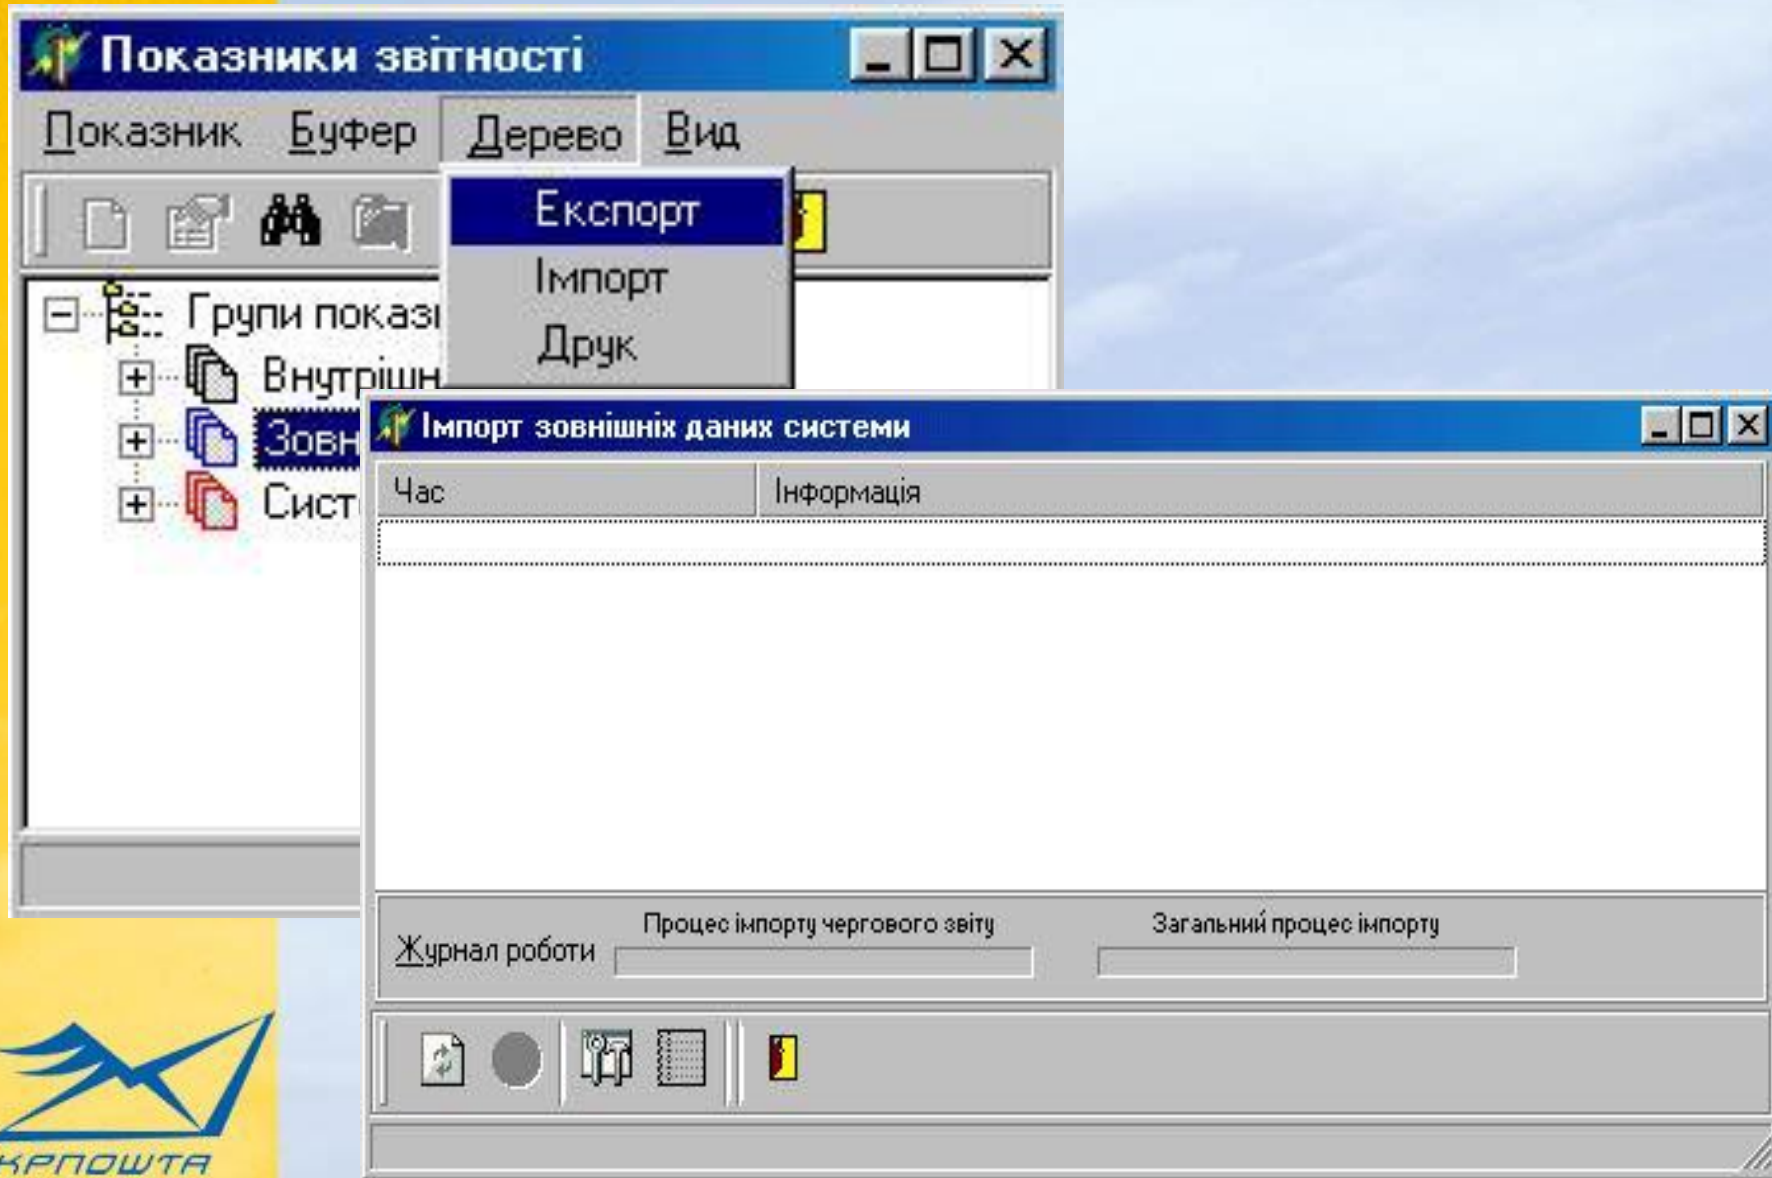 Показники звітності
Показник Буфер Дерево Вид
Експорт
Імпорт
Друк
Групи показ
Внутрішн
Зовн
Сист
Імпорт зовнішніх даних системи
Час Інформація
Процес імпорту чергового звіту Загальний процес імпорту
Журнал роботи
КРПОШТА